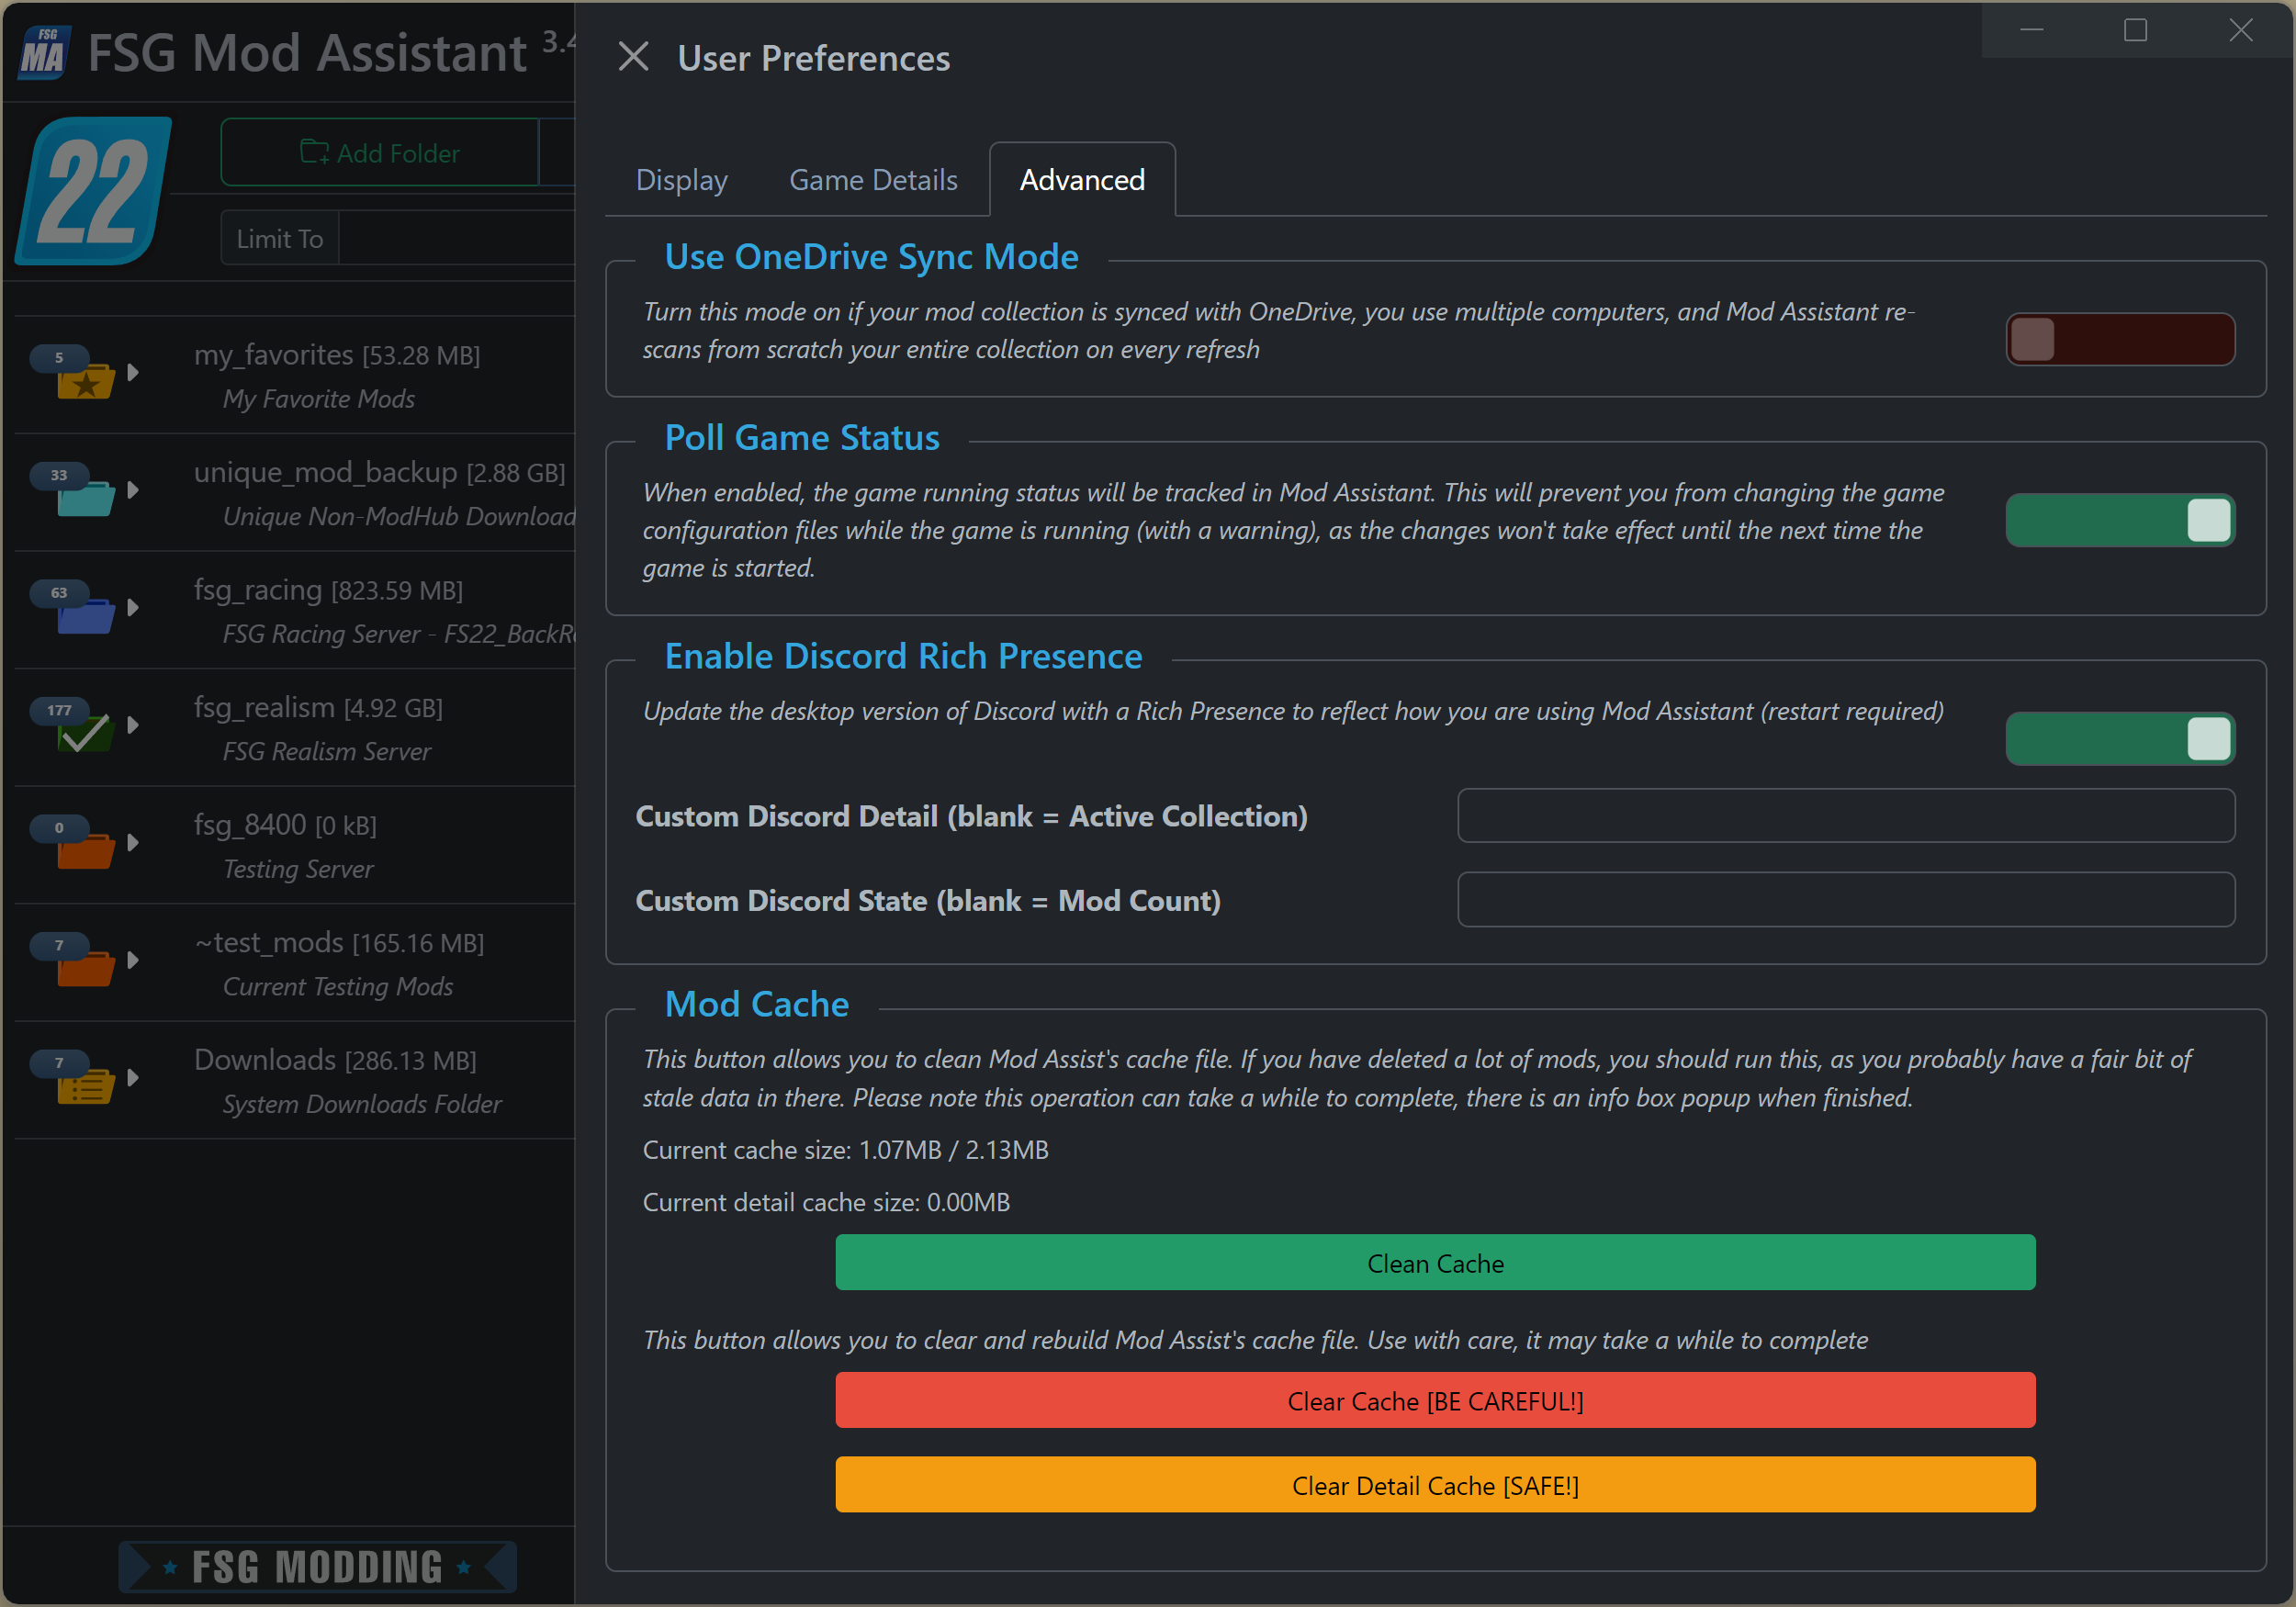 FSG
MA
FSG Mod Assistant 3.4
22
Add Folder
Limit To
5
my_favorites [53.28 MB]
My Favorite Mods
33
unique_mod_backup [2.88 GB]
Unique Non-ModHub Download
63
fsg_racing [823.59 MB]
FSG Racing Server - FS22_BackR
177
fsg_realism [4.92 GB]
FSG Realism Server
0
fsg_8400 [0 kB]
Testing Server
7
~test_mods [165.16 MB]
Current Testing Mods
7
Downloads [286.13 MB]
System Downloads Folder
FSG MODDING
User Preferences
Display
Game Details
Advanced
Use OneDrive Sync Mode
Turn this mode on if your mod collection is synced with OneDrive, you use multiple computers, and Mod Assistant re-
scans from scratch your entire collection on every refresh
Poll Game Status
When enabled, the game running status will be tracked in Mod Assistant. This will prevent you from changing the game
configuration files while the game is running (with a warning), as the changes won't take effect until the next time the
game is started.
Enable Discord Rich Presence
Update the desktop version of Discord with a Rich Presence to reflect how you are using Mod Assistant (restart required)
Custom Discord Detail (blank = Active Collection)
Custom Discord State (blank = Mod Count)
Mod Cache
This button allows you to clean Mod Assist's cache file. If you have deleted a lot of mods, you should run this, as you probably have a fair bit of
stale data in there. Please note this operation can take a while to complete, there is an info box popup when finished.
Current cache size: 1.07MB / 2.13MB
Current detail cache size: 0.00MB
Clean Cache
This button allows you to clear and rebuild Mod Assist's cache file. Use with care, it may take a while to complete
Clear Cache [BE CAREFUL!]
Clear Detail Cache [SAFE!]